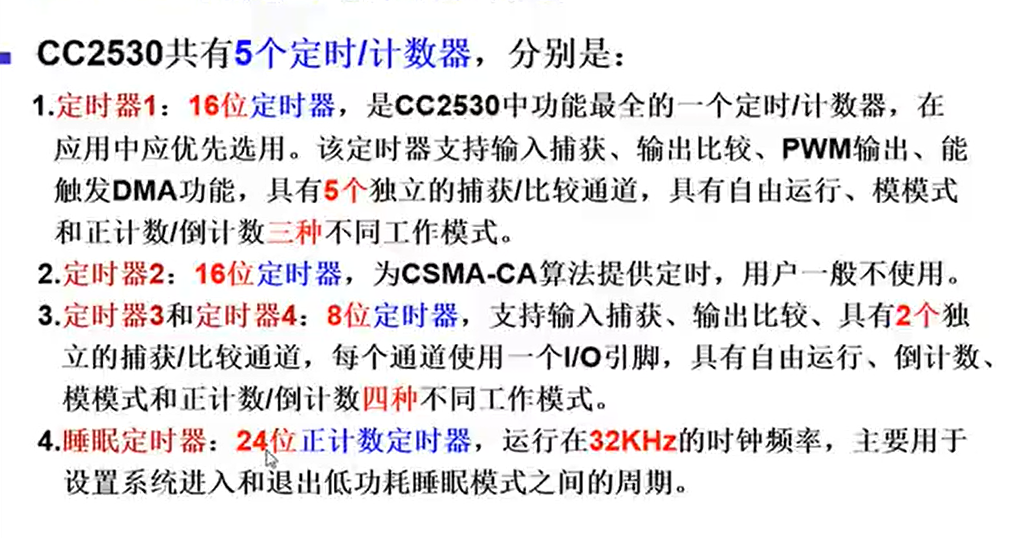 CC2530共有5个定时/计数器，分别是：
1.定时器1：16位定时器，是CC2530中功能最全的一个定时/计数器，在
应用中应优先选用。该定时器支持输入捕获、输出比较、PWM输出、能
触发DMA功能，具有5个独立的捕获/比较通道，具有自由运行、模模式
和正计数/倒计数三种不同工作模式。
2.定时器2：16位定时器，为CSMA-CA算法提供定时，用户一般不使用。
3.定时器3和定时器4：8位定时器，支持输入捕获、输出比较、具有2个独
立的捕获/比较通道，每个通道使用一个I/O引脚，具有自由运行、倒计数、
模模式和正计数/倒计数四种不同工作模式。
4.睡眠定时器：24位正计数定时器，运行在32KHz的时钟频率，主要用于
设置系统进入和退出低功耗睡眠模式之间的周期。